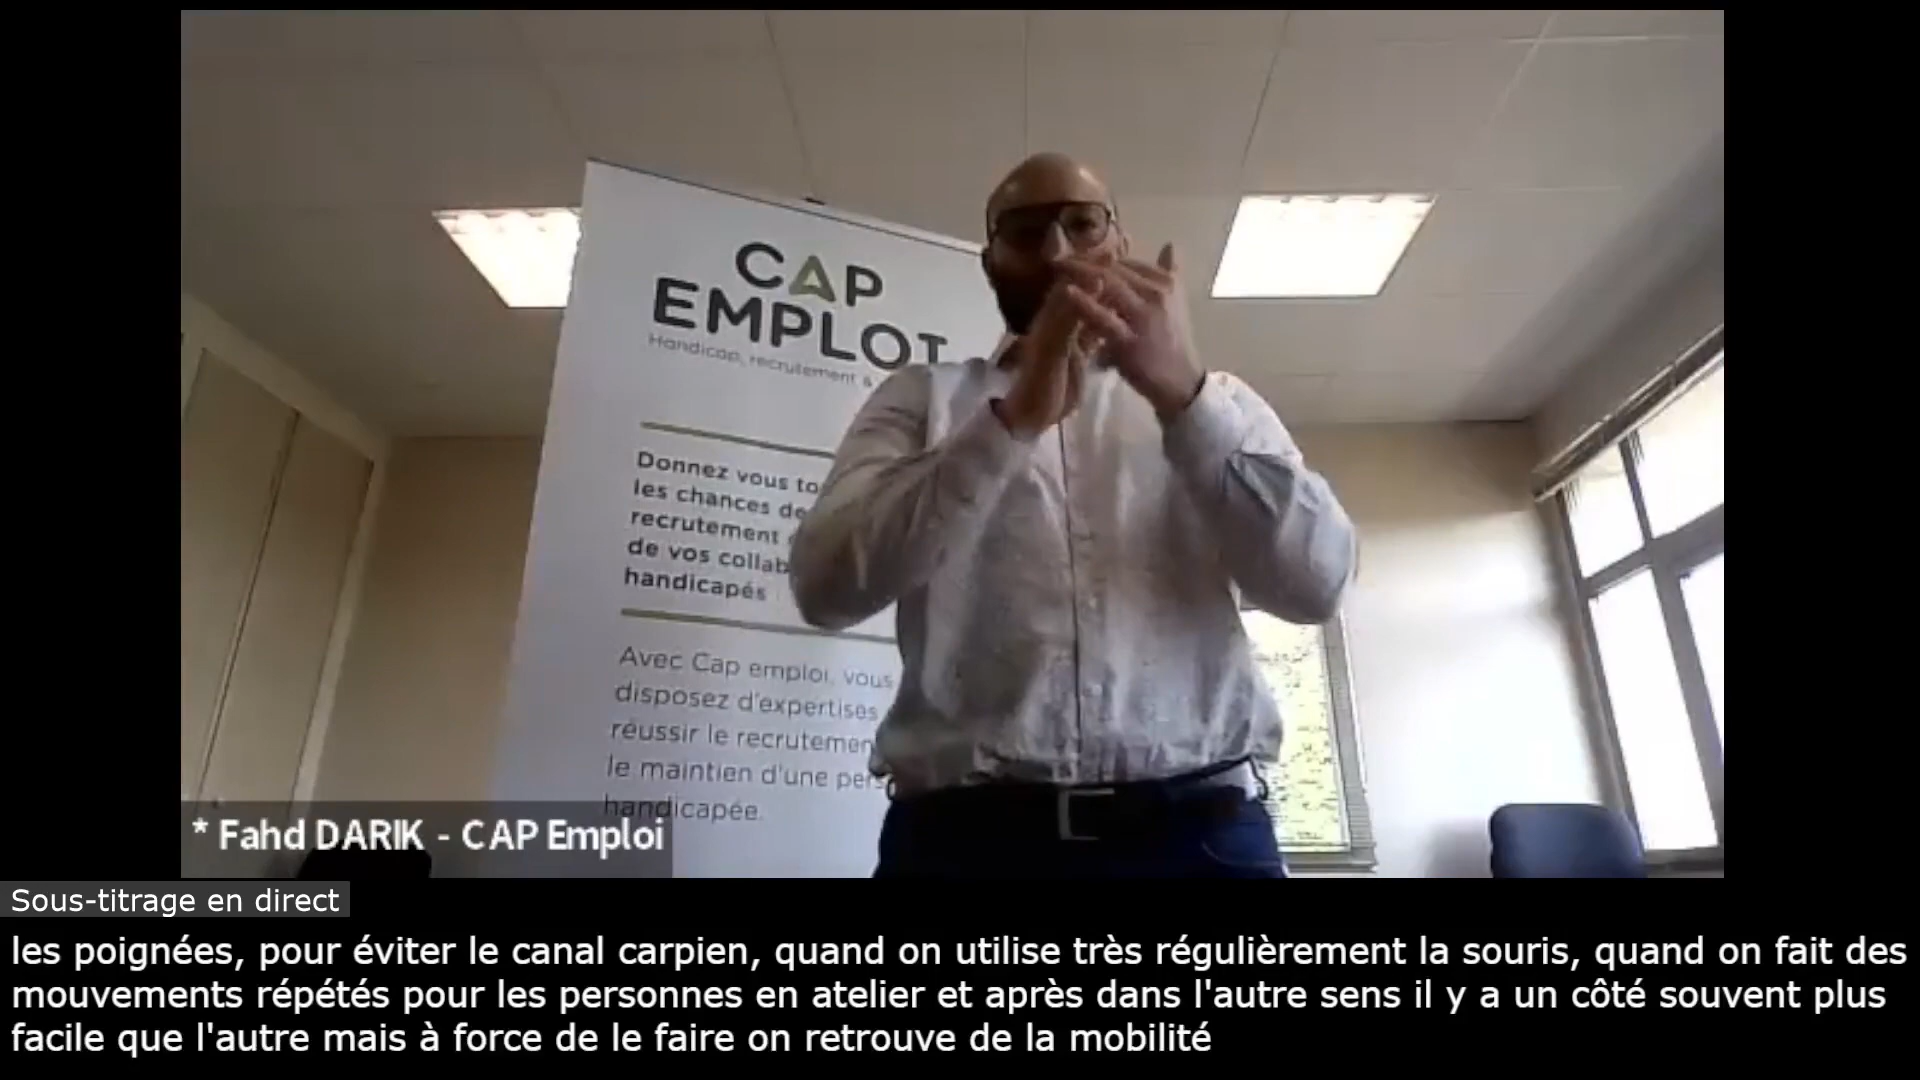 CAP
EMPLOI
Handicap, recrutement &
Donnez vous to
les chances de
recrutement
de vos collab
handicapés
Avec Cap emploi, vous
disposez d'expertises
réussir le recrutemen
le maintien d'une pers
handicapée.
* Fahd DARIK - CAP Emploi
Sous-titrage en direct
les poignées, pour éviter le canal carpien, quand on utilise très régulièrement la souris, quand on fait des
mouvements répétés pour les personnes en atelier et après dans l'autre sens il y a un côté souvent plus
facile que l'autre mais à force de le faire on retrouve de la mobilité